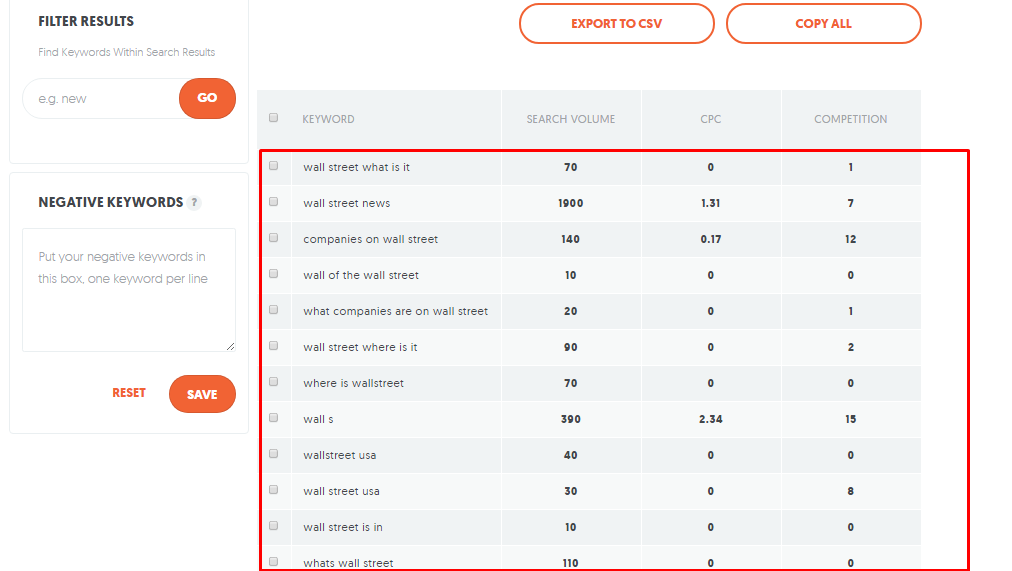 FILTER RESULTS
Find Keywords Within Search Results
e.g. new
GO
NEGATIVE KEYWORDS ?
Put your negative keywords in
this box, one keyword per line
RESET SAVE
EXPORT TO CSV COPY ALL
KEYWORD SEARCH VOLUME CPC COMPETITION
wall street what is it 70 0 1
wall street news 1900 1.31 7
companies on wall street 140 0.17 12
wall of the wall street 10 0 0
what companies are on wall street 20 0 1
wall street where is it 90 0 2
where is wallstreet 70 0 0
wall s 390 2.34 15
wallstreet usa 40 0 0
wall street usa 30 0 8
wall street is in 10 0 0
whats wall street 110 0 0